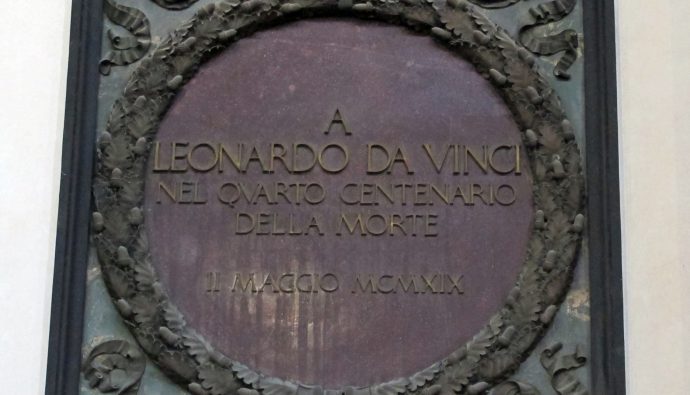 A
LEONARDO DA VINCI
NEL QVARTO CENTENARIO
DELLA MORTE
II MAGGIO MCMXIX